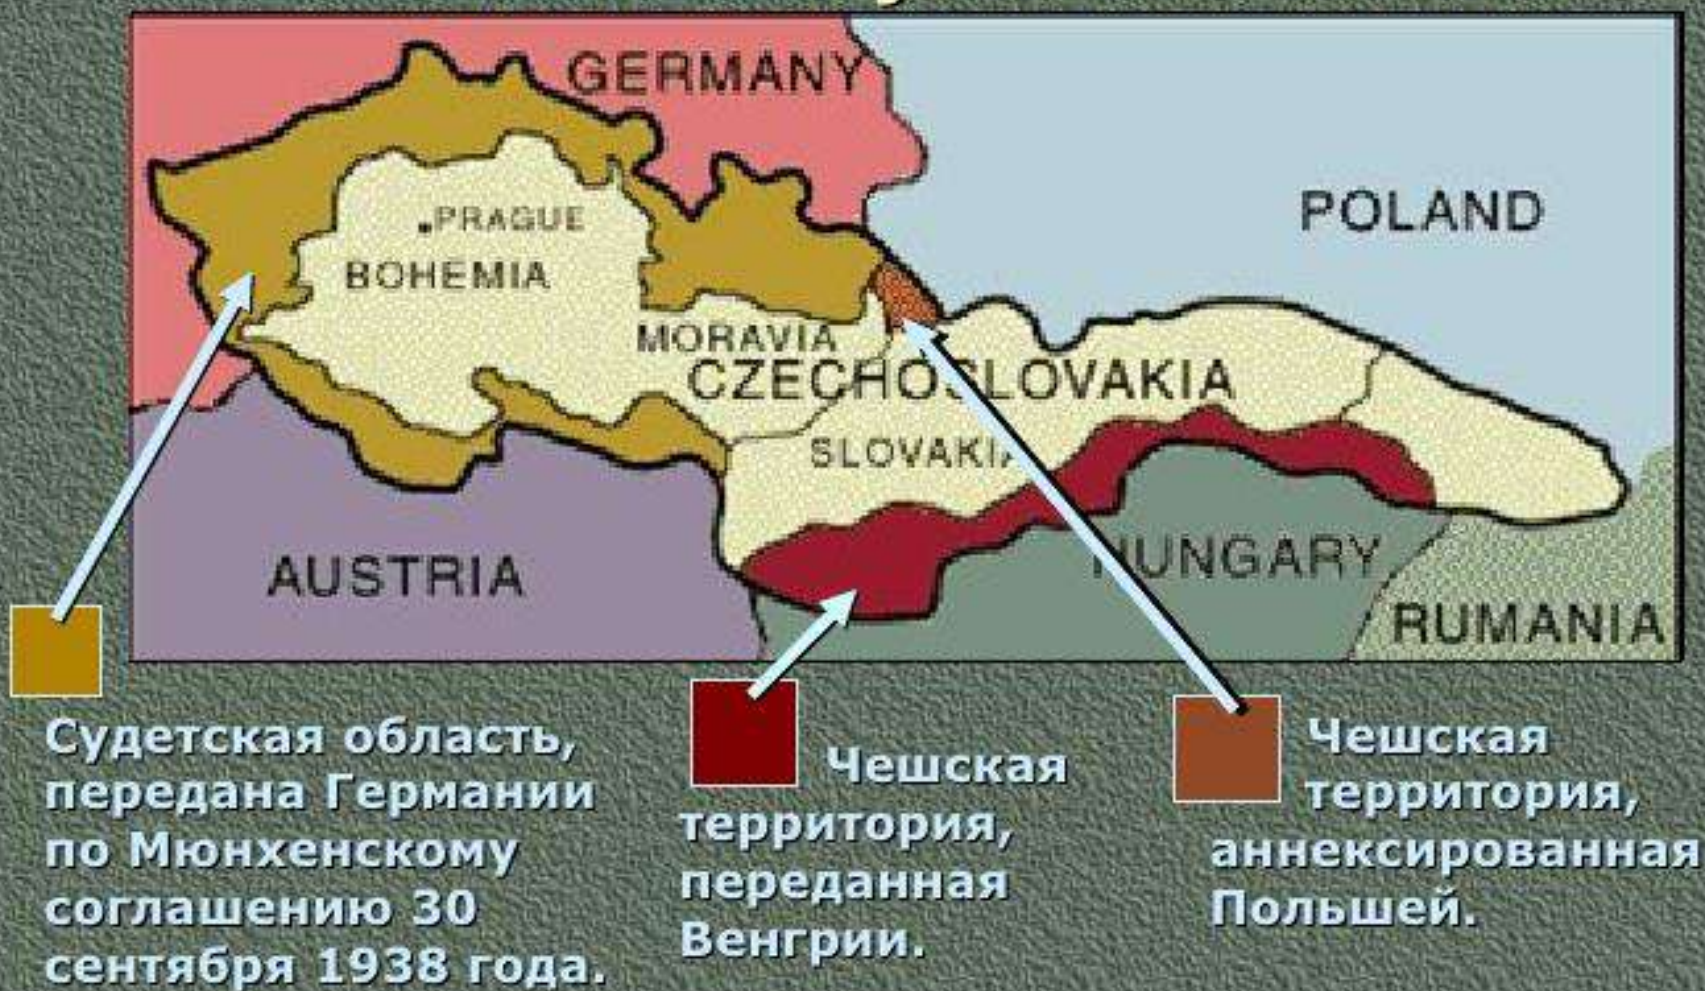 GERMANY
POLAND
.PRAGUE
BOHEMIA
MORAVIA
CZECHOSLOVAKIA
SLOVAKIA
AUSTRIA
HUNGARY
RUMANIA
Судетская область,
передана Германии
по Мюнхенскому
соглашению 30
сентября 1938 года.
Чешская
территория,
переданная
Венгрии.
Чешская
территория,
аннексированная
Польшей.